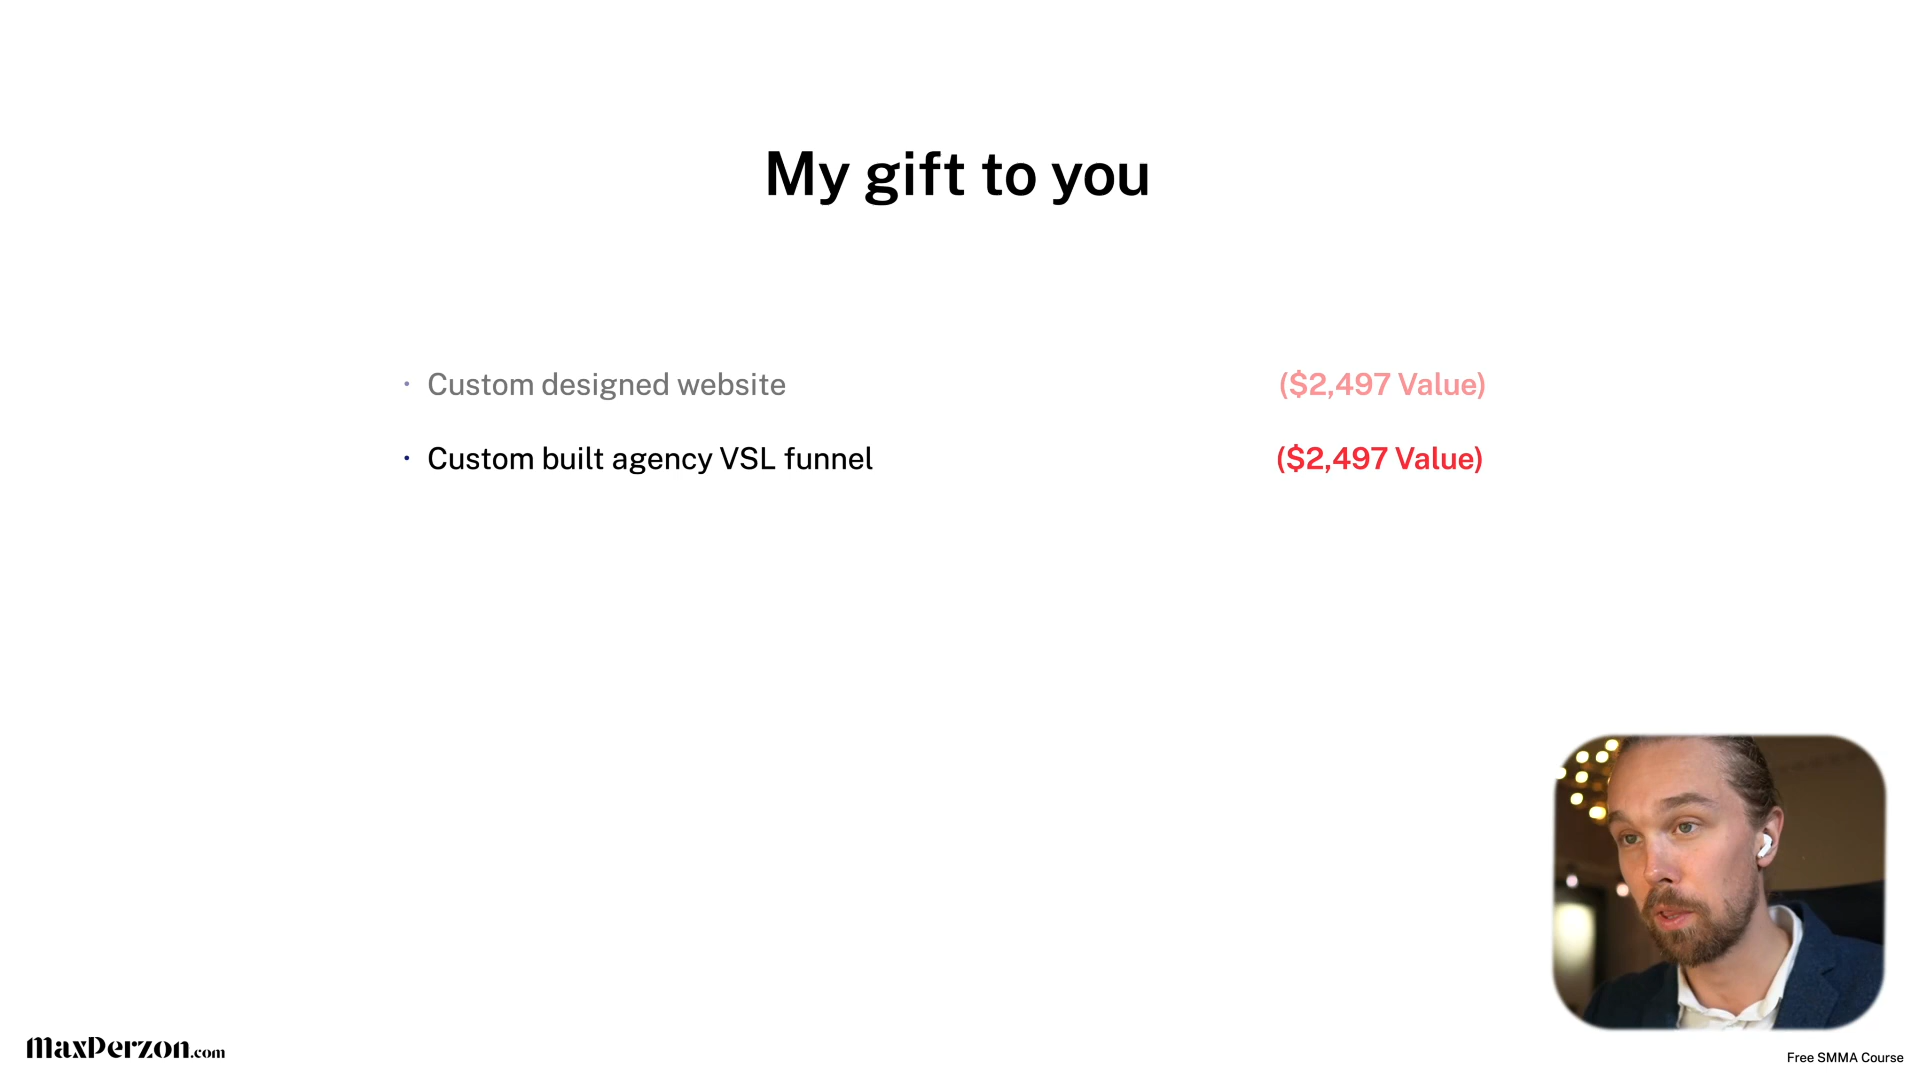 My gift to you
· Custom designed website ($2,497 Value)
· Custom built agency VSL funnel ($2,497 Value)
MaxPerzon.com
Free SMMA Course